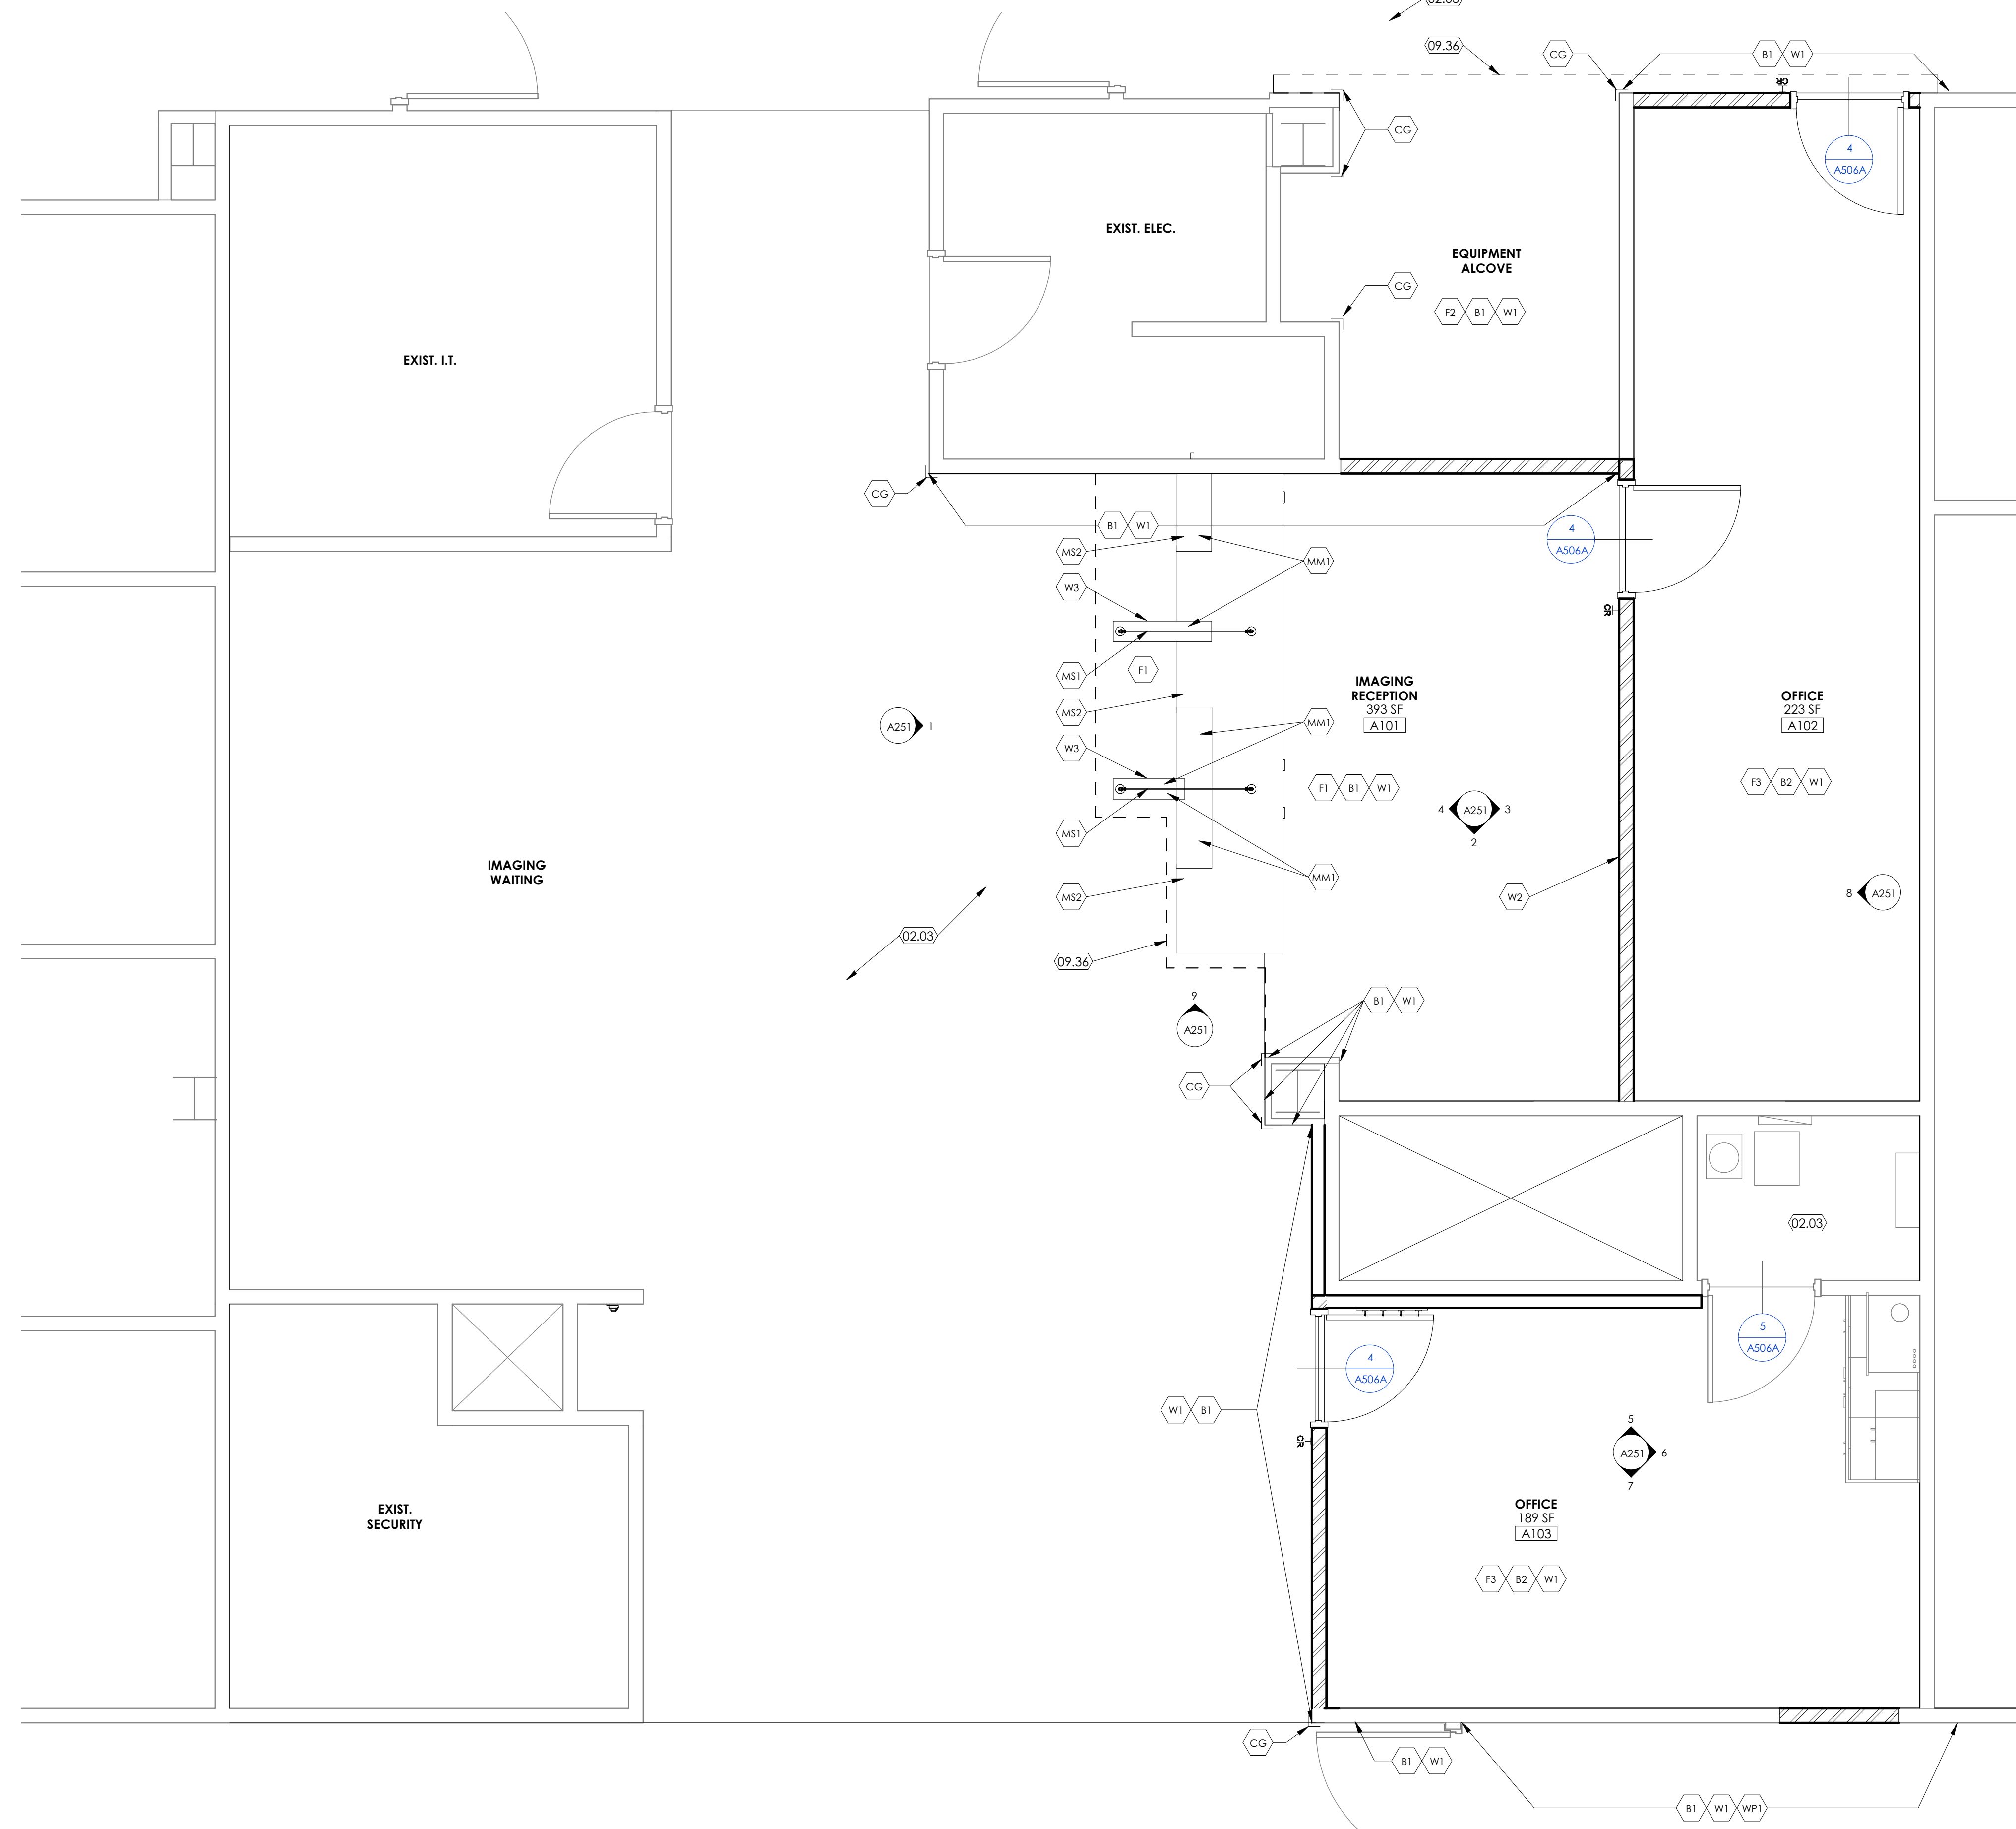 02.03
09.36
CG
B1 W1
CR
CG
4
A506A
EXIST. ELEC.
EQUIPMENT
ALCOVE
CG
F2 B1 W1
EXIST. I.T.
CG
B1 W1
4
A506A
MS2
MM1
W3
CR
F1
MS1
IMAGING
RECEPTION
393 SF
A101
OFFICE
223 SF
A102
MS2
MM1
A251 1
W3
F1 B1 W1
F3 B2 W1
4 A251 3
2
MS1
IMAGING
WAITING
MM1
MS2
W2
8 A251
02.03
09.36
9
A251
B1 W1
CG
02.03
5
A506A
4
A506A
W1 B1
CR
5
A251 6
7
EXIST.
SECURITY
OFFICE
189 SF
A103
F3 B2 W1
CG
B1 W1
B1 W1 WP1